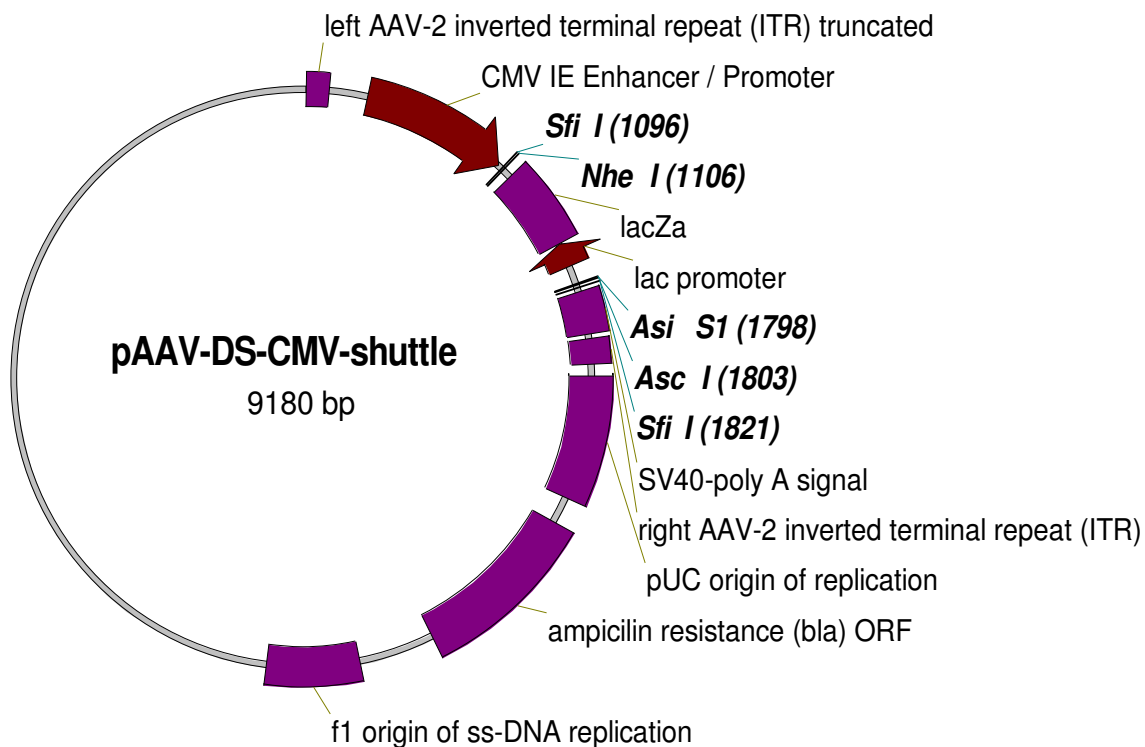 left AAV-2 inverted terminal repeat (ITR) truncated
CMV IE Enhancer / Promoter
Sfi I (1096)
Nhe I (1106)
lacZa
lac promoter
Asi S1 (1798)
Asc I (1803)
Sfi I (1821)
SV40-poly A signal
right AAV-2 inverted terminal repeat (ITR)
pUC origin of replication
ampicilin resistance (bla) ORF
f1 origin of ss-DNA replication
pAAV-DS-CMV-shuttle
9180 bp